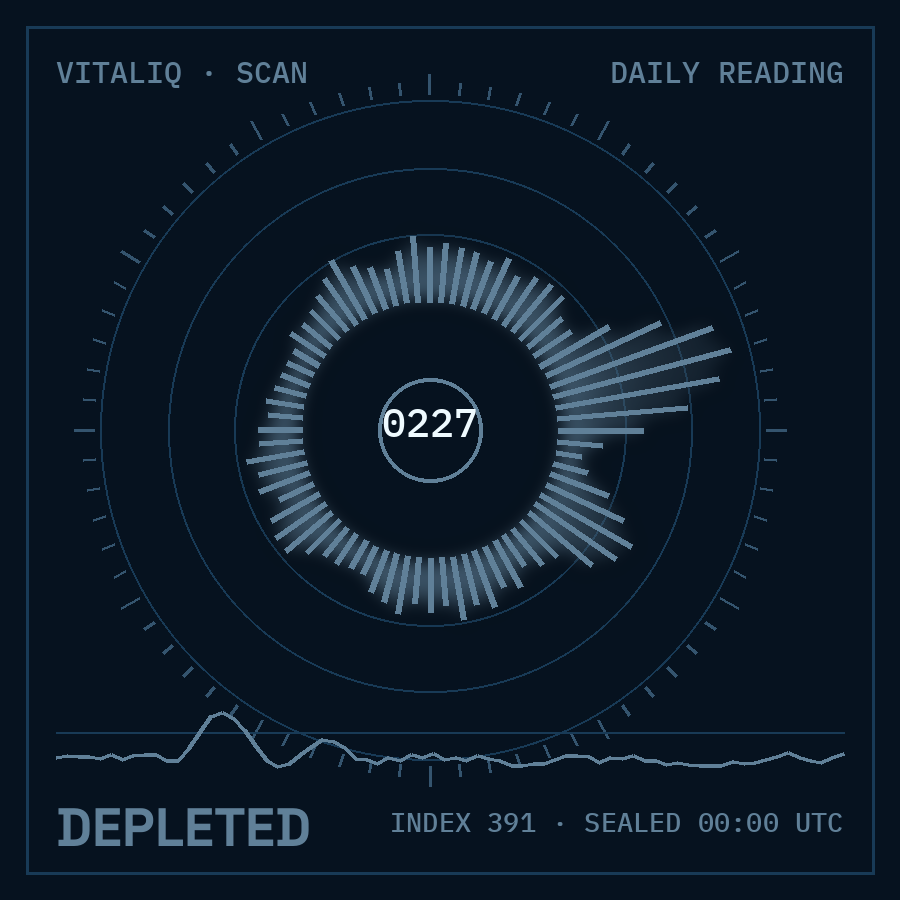 VITALIQ · SCAN
DAILY READING
0227
DEPLETED
INDEX 391 · SEALED 00:00 UTC